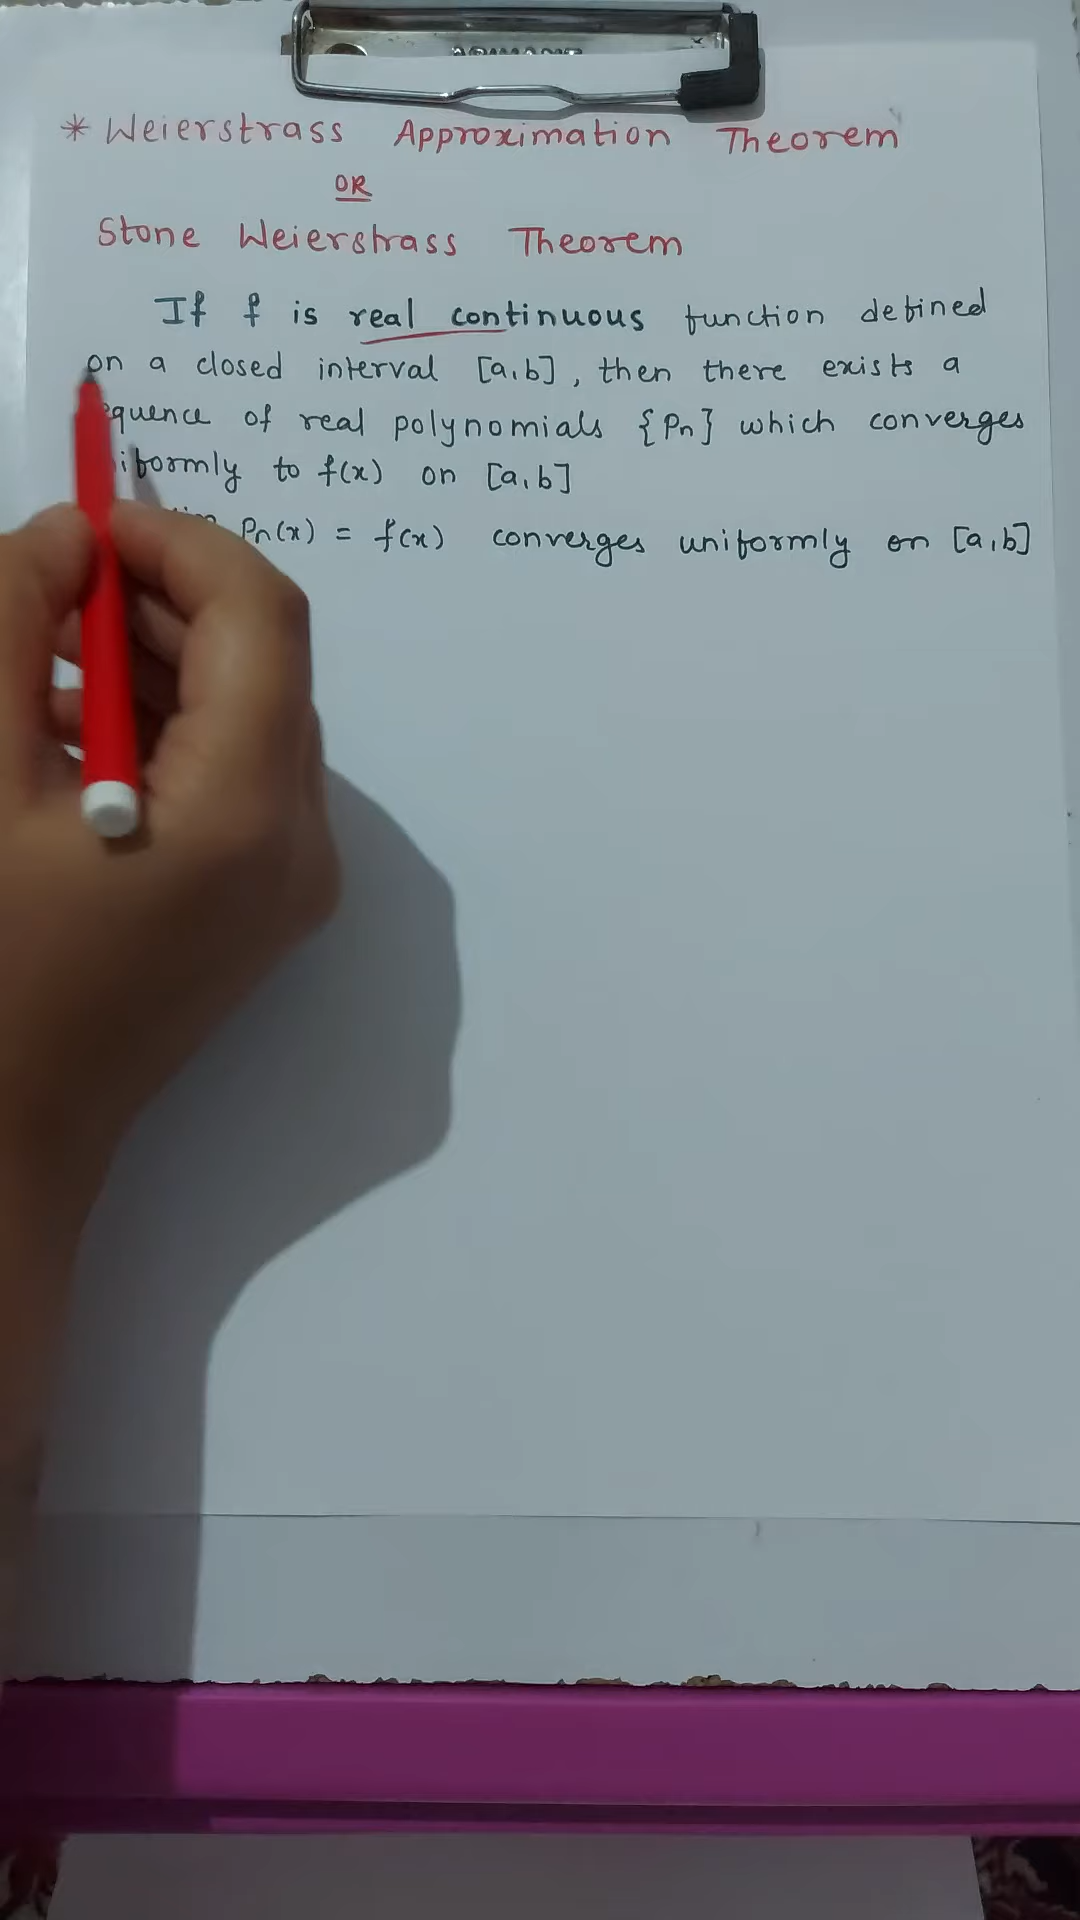 * Weierstrass Approximation Theorem
OR
Stone Weierstrass Theorem
If f is real continuous function defined
on a closed interval [a,b], then there exists a
quence of real polynomials {Pn} which converges
iformly to f(x) on [a,b]
Pn(x) = f(x) converges uniformly on [a,b]